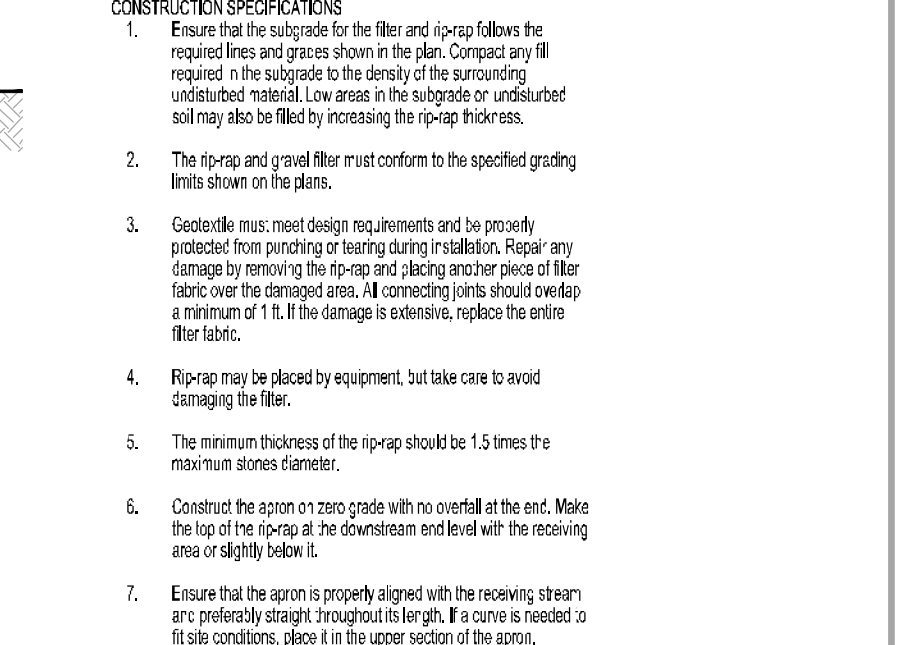 CONSTRUCTION SPECIFICATIONS
1. Ensure that the subgrade for the filter and rip-rap follows the
required lines and grades shown in the plan. Compact any fill
required in the subgrade to the density of the surrounding
undisturbed material. Low areas in the subgrade on undisturbed
soil may also be filled by increasing the rip-rap thickness.
2. The rip-rap and gravel filter must conform to the specified grading
limits shown on the plans.
3. Geotextile must meet design requirements and be properly
protected from punching or tearing during installation. Repair any
damage by removing the rip-rap and placing another piece of filter
fabric over the damaged area. All connecting joints should overlap
a minimum of 1 ft. If the damage is extensive, replace the entire
filter fabric.
4. Rip-rap may be placed by equipment, but take care to avoid
damaging the filter.
5. The minimum thickness of the rip-rap should be 1.5 times the
maximum stones diameter.
6. Construct the apron on zero grade with no overfall at the end. Make
the top of the rip-rap at the downstream end level with the receiving
area or slightly below it.
7. Ensure that the apron is properly aligned with the receiving stream
and preferably straight throughout its length. If a curve is needed to
fit site conditions, place it in the upper section of the apron.